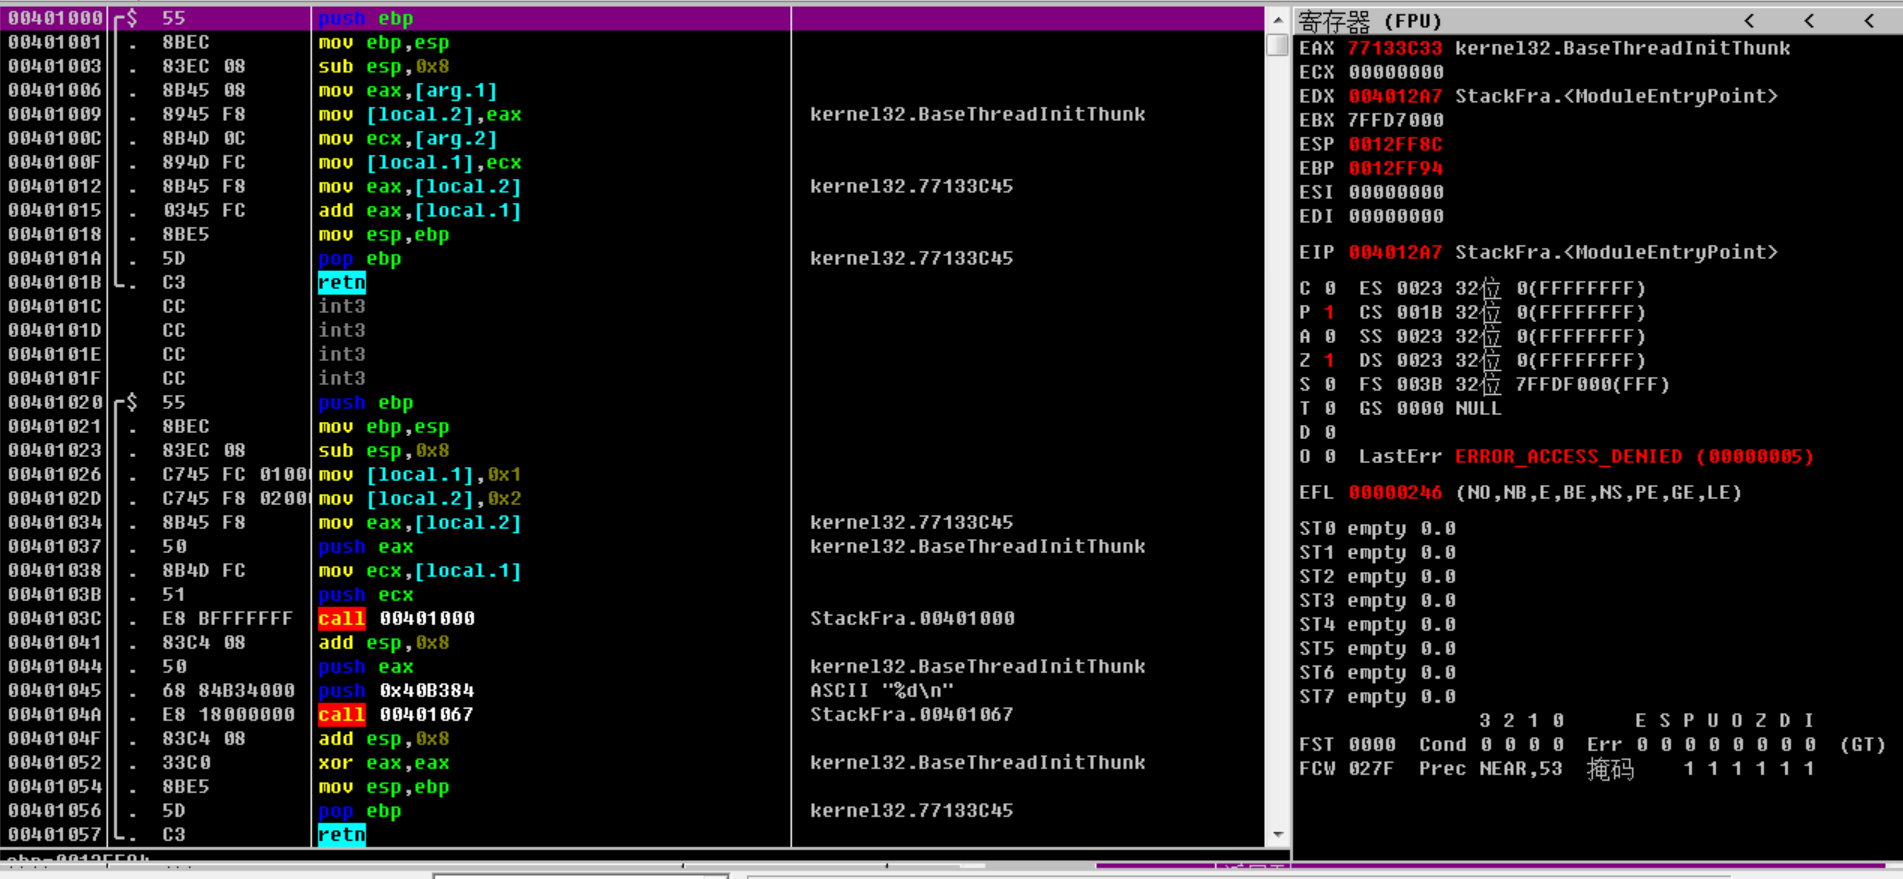 00401000 $ 55 push ebp
00401001 . 8BEC mov ebp,esp
00401003 . 83EC 08 sub esp,0x8
00401006 . 8B45 08 mov eax,[arg.1]
00401009 . 8945 F8 mov [local.2],eax kernel32.BaseThreadInitThunk
0040100C . 8B4D 0C mov ecx,[arg.2]
0040100F . 894D FC mov [local.1],ecx
00401012 . 8B45 F8 mov eax,[local.2] kernel32.77133C45
00401015 . 0345 FC add eax,[local.1]
00401018 . 8BE5 mov esp,ebp
0040101A . 5D pop ebp kernel32.77133C45
0040101B . C3 retn
0040101C CC int3
0040101D CC int3
0040101E CC int3
0040101F CC int3
00401020 $ 55 push ebp
00401021 . 8BEC mov ebp,esp
00401023 . 83EC 08 sub esp,0x8
00401026 . C745 FC 0100 mov [local.1],0x1
0040102D . C745 F8 0200 mov [local.2],0x2
00401034 . 8B45 F8 mov eax,[local.2] kernel32.77133C45
00401037 . 50 push eax kernel32.BaseThreadInitThunk
00401038 . 8B4D FC mov ecx,[local.1]
0040103B . 51 push ecx
0040103C . E8 BFFFFFFF call 00401000 StackFra.00401000
00401041 . 83C4 08 add esp,0x8
00401044 . 50 push eax kernel32.BaseThreadInitThunk
00401045 . 68 84B34000 push 0x40B384 ASCII "%d\n"
0040104A . E8 18000000 call 00401067 StackFra.00401067
0040104F . 83C4 08 add esp,0x8
00401052 . 33C0 xor eax,eax kernel32.BaseThreadInitThunk
00401054 . 8BE5 mov esp,ebp
00401056 . 5D pop ebp kernel32.77133C45
00401057 . C3 retn
ebp=0012FF94
寄存器 (FPU) < < <
EAX 77133C33 kernel32.BaseThreadInitThunk
ECX 00000000
EDX 004012A7 StackFra.<ModuleEntryPoint>
EBX 7FFD7000
ESP 0012FF8C
EBP 0012FF94
ESI 00000000
EDI 00000000
EIP 004012A7 StackFra.<ModuleEntryPoint>
C 0 ES 0023 32位 0(FFFFFFFF)
P 1 CS 001B 32位 0(FFFFFFFF)
A 0 SS 0023 32位 0(FFFFFFFF)
Z 1 DS 0023 32位 0(FFFFFFFF)
S 0 FS 003B 32位 7FFDF000(FFF)
T 0 GS 0000 NULL
D 0
O 0 LastErr ERROR_ACCESS_DENIED (00000005)
EFL 00000246 (NO,NB,E,BE,NS,PE,GE,LE)
ST0 empty 0.0
ST1 empty 0.0
ST2 empty 0.0
ST3 empty 0.0
ST4 empty 0.0
ST5 empty 0.0
ST6 empty 0.0
ST7 empty 0.0
3 2 1 0 E S P U O Z D I
FST 0000 Cond 0 0 0 0 Err 0 0 0 0 0 0 0 0 (GT)
FCW 027F Prec NEAR,53 掩码 1 1 1 1 1 1